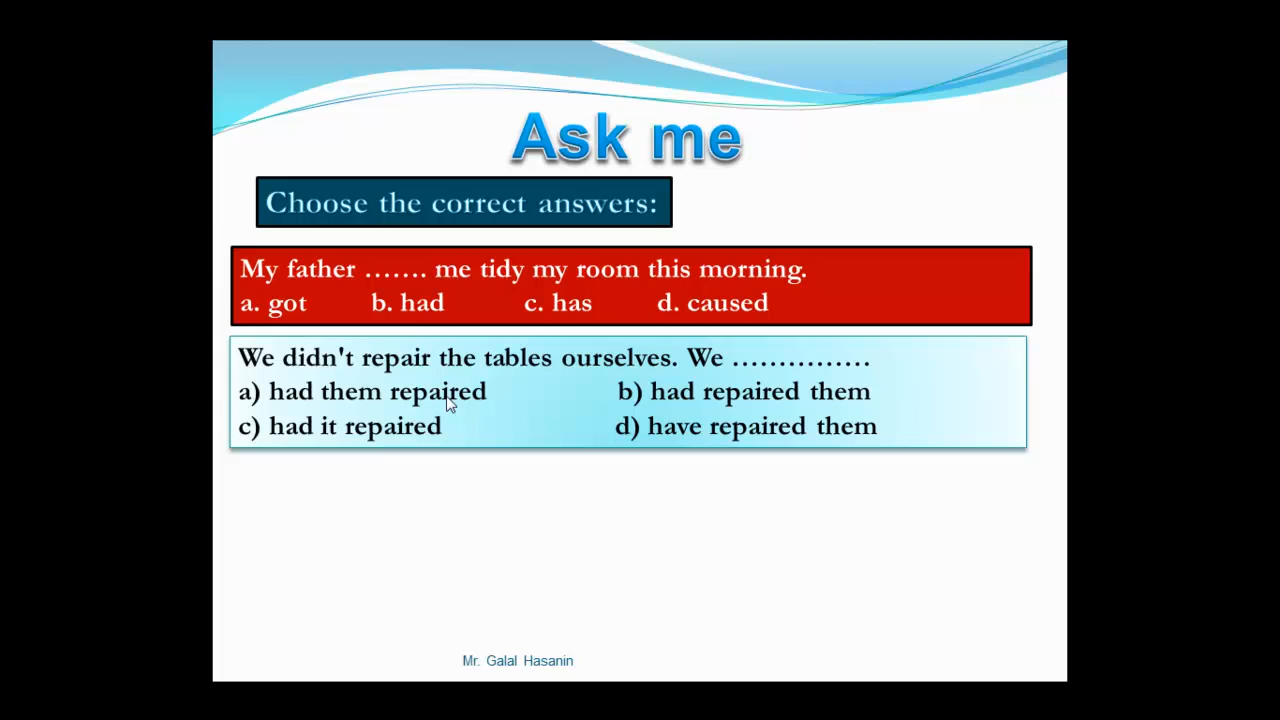 Ask me
Choose the correct answers:
My father ……. me tidy my room this morning.
a. got b. had c. has d. caused
We didn't repair the tables ourselves. We ……………
a) had them repaired b) had repaired them
c) had it repaired d) have repaired them
Mr. Galal Hasanin